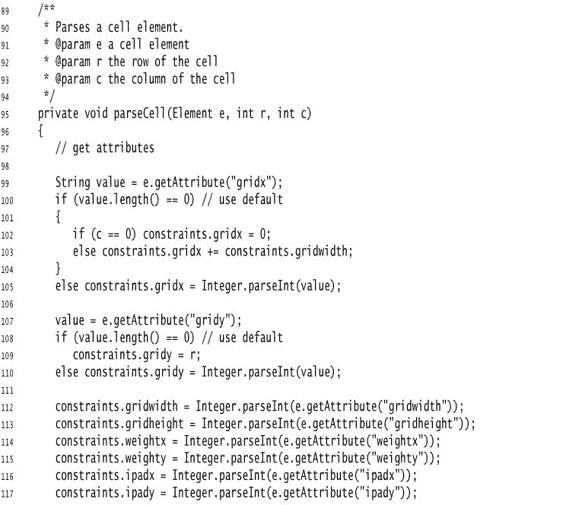 89 /**
90 * Parses a cell element.
91 * @param e a cell element
92 * @param r the row of the cell
93 * @param c the column of the cell
94 */
95 private void parseCell(Element e, int r, int c)
96 {
97 // get attributes
98
99 String value = e.getAttribute("gridx");
100 if (value.length() == 0) // use default
101 {
102 if (c == 0) constraints.gridx = 0;
103 else constraints.gridx += constraints.gridwidth;
104 }
105 else constraints.gridx = Integer.parseInt(value);
106
107 value = e.getAttribute("gridy");
108 if (value.length() == 0) // use default
109 constraints.gridy = r;
110 else constraints.gridy = Integer.parseInt(value);
111
112 constraints.gridwidth = Integer.parseInt(e.getAttribute("gridwidth"));
113 constraints.gridheight = Integer.parseInt(e.getAttribute("gridheight"));
114 constraints.weightx = Integer.parseInt(e.getAttribute("weightx"));
115 constraints.weighty = Integer.parseInt(e.getAttribute("weighty"));
116 constraints.ipadx = Integer.parseInt(e.getAttribute("ipadx"));
117 constraints.ipady = Integer.parseInt(e.getAttribute("ipady"));